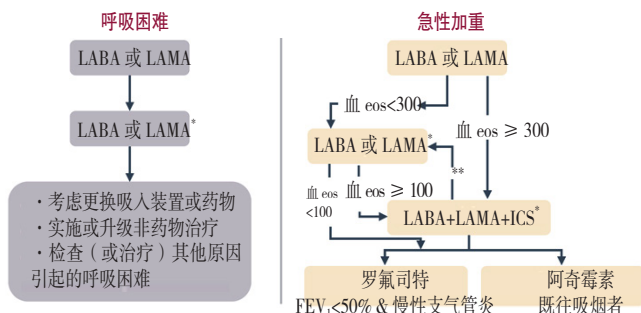 呼吸困难
LABA 或 LAMA
LABA 或 LAMA*
·考虑更换吸入装置或药物
·实施或升级非药物治疗
·检查（或治疗）其他原因
引起的呼吸困难
急性加重
LABA 或 LAMA
血 eos<300
血 eos ≥ 300
LABA 或 LAMA*
**
血 eos
<100
血 eos ≥ 100
LABA+LAMA+ICS*
罗氟司特
FEV₁<50% & 慢性支气管炎
阿奇霉素
既往吸烟者